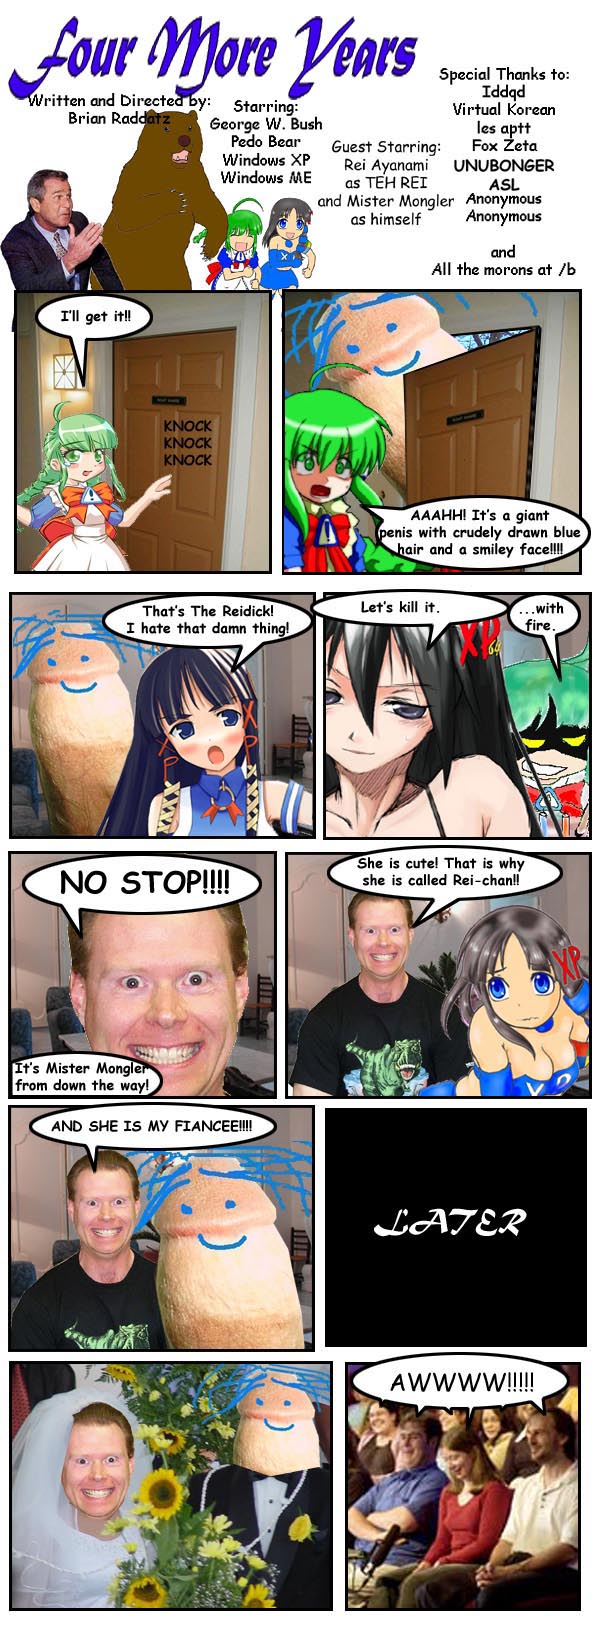 Four More Years
Written and Directed by:
Brian Raddatz
Starring:
George W. Bush
Pedo Bear
Windows XP
Windows ME
Guest Starring:
Rei Ayanami
as TEH REI
and Mister Mongler
as himself
Special Thanks to:
Iddqd
Virtual Korean
les aptt
Fox Zeta
UNUBONGER
ASL
Anonymous
Anonymous
and
All the morons at /b
I'll get it!!
KNOCK
KNOCK
KNOCK
AAAHH! It's a giant
penis with crudely drawn blue
hair and a smiley face!!!!
That's The Reidick!
I hate that damn thing!
XP
XP
Let's kill it.
XP
...with
fire.
NO STOP!!!!
It's Mister Mongler
from down the way!
She is cute! That is why
she is called Rei-chan!!
XP
AND SHE IS MY FIANCEE!!!!
LATER
AWWWW!!!!!